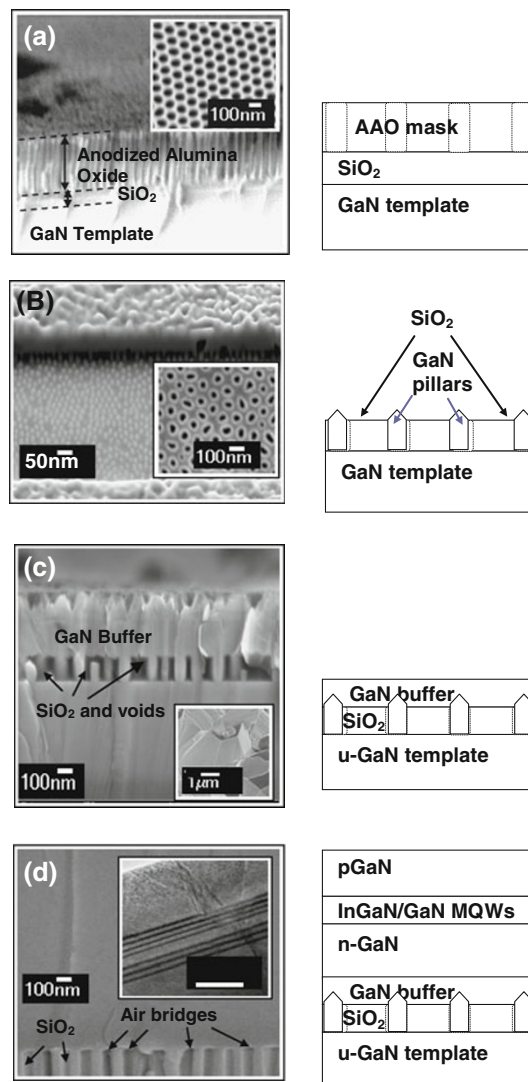 (a)
100nm
Anodized Alumina
Oxide
SiO₂
GaN Template
AAO mask
SiO₂
GaN template
(B)
50nm
100nm
SiO₂
GaN
pillars
GaN template
(c)
GaN Buffer
SiO₂ and voids
100nm
1μm
GaN buffer
SiO₂
u-GaN template
(d)
100nm
SiO₂
Air bridges
pGaN
InGaN/GaN MQWs
n-GaN
GaN buffer
SiO₂
u-GaN template